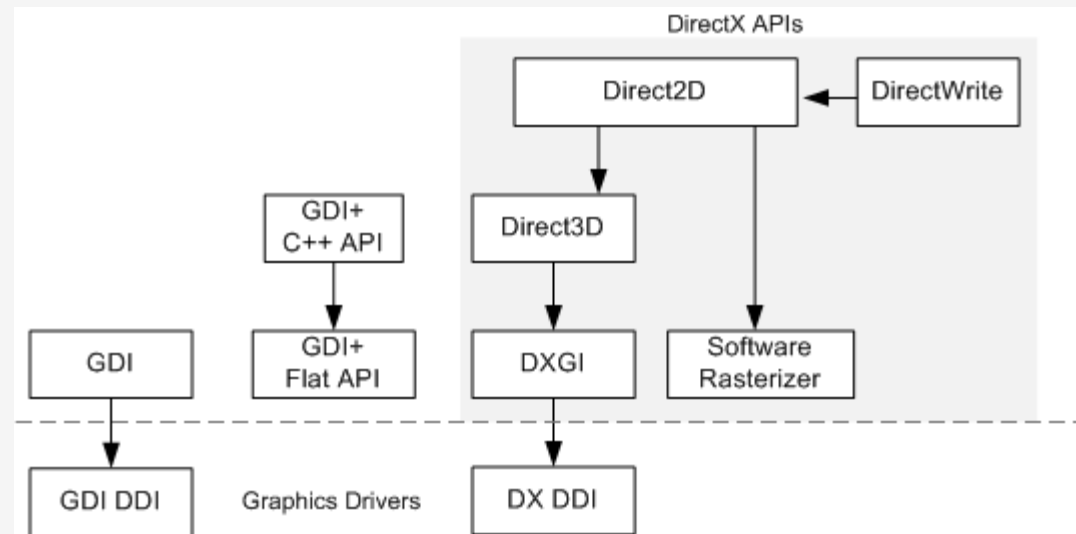 DirectX APIs
Direct2D
DirectWrite
GDI+
C++ API
Direct3D
GDI
GDI+
Flat API
DXGI
Software
Rasterizer
GDI DDI
Graphics Drivers
DX DDI